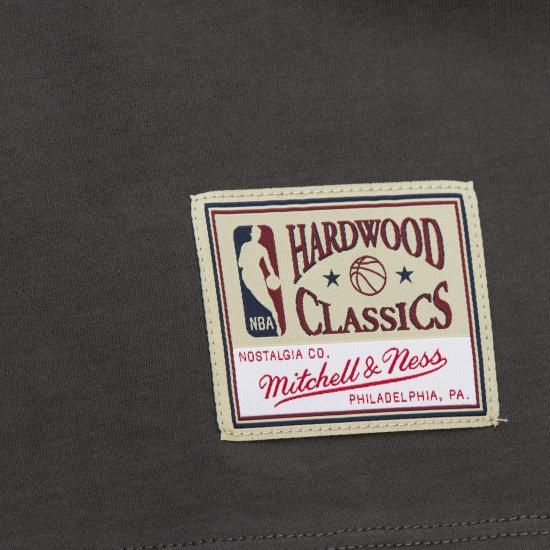 HARDWOOD
CLASSICS
NBA
NOSTALGIA CO.
Mitchell & Ness
PHILADELPHIA, PA.